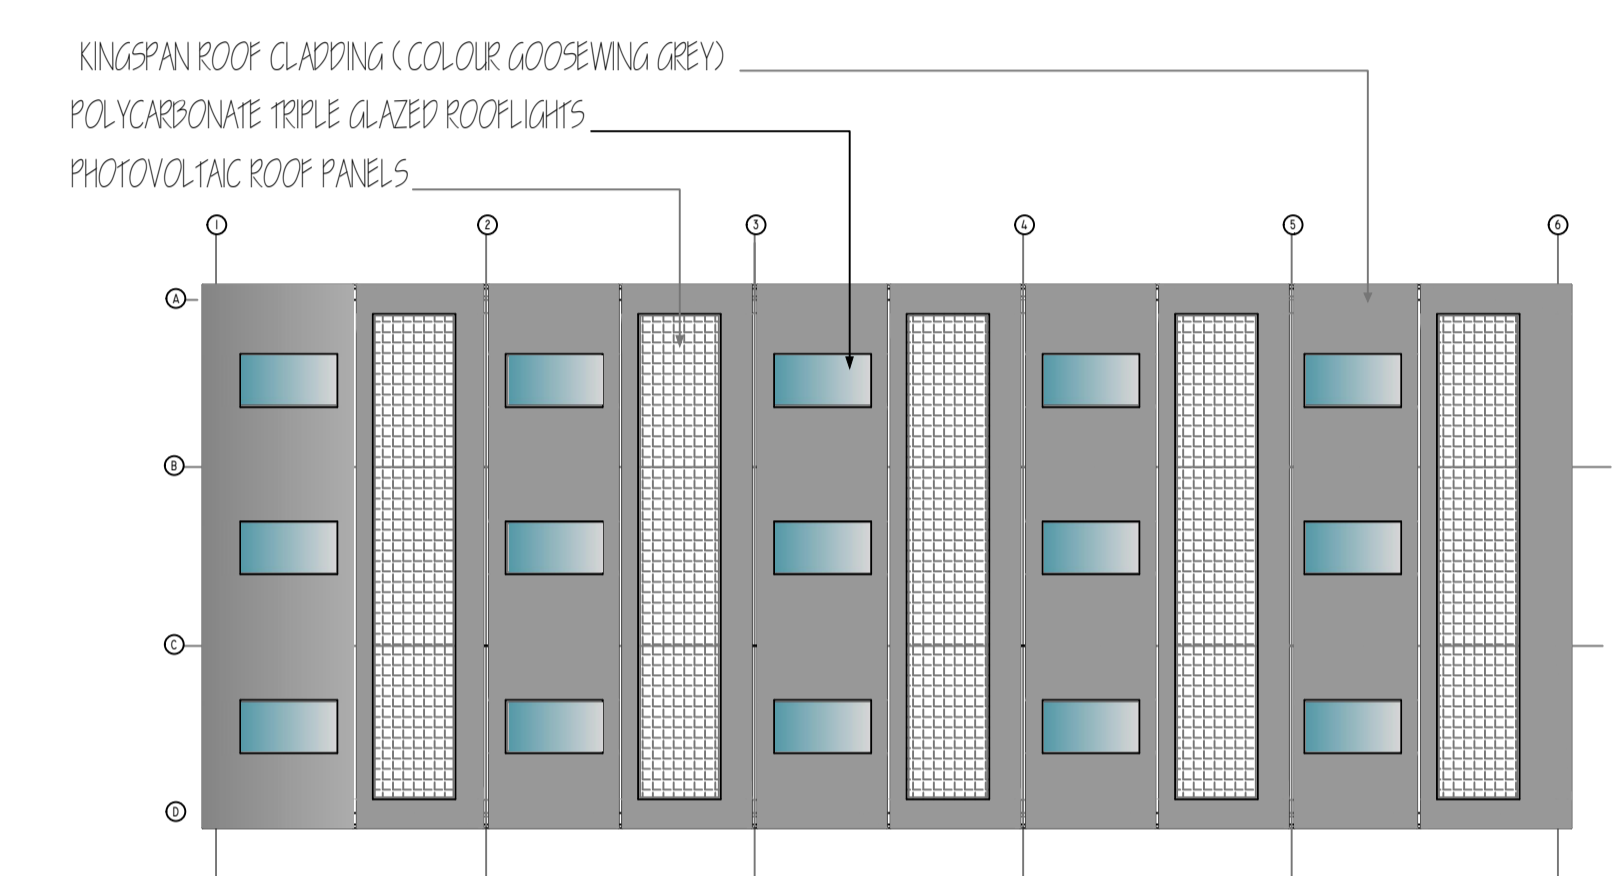 KINGSPAN ROOF CLADDING ( COLOUR GOOSEWING GREY)
POLYCARBONATE TRIPLE GLAZED ROOFLIGHTS
PHOTOVOLTAIC ROOF PANELS
1 2 3 4 5 6
A
B
C
D